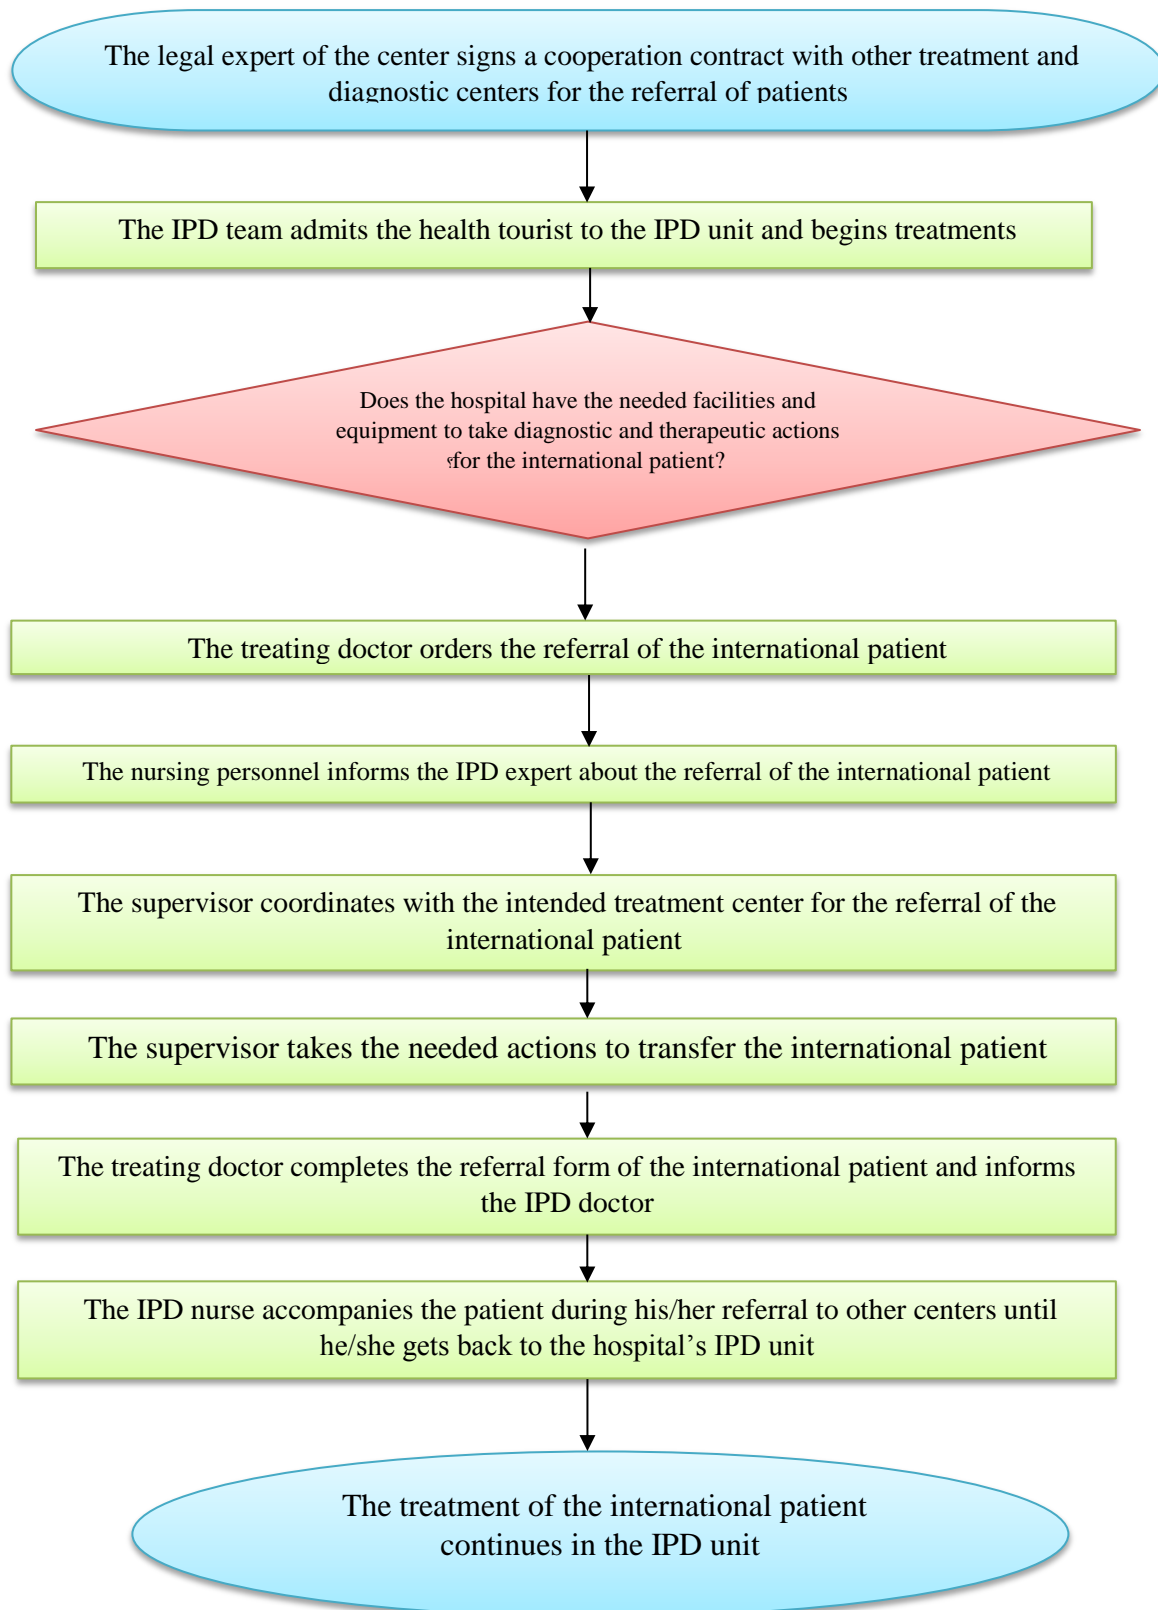 The legal expert of the center signs a cooperation contract with other treatment and
diagnostic centers for the referral of patients
The IPD team admits the health tourist to the IPD unit and begins treatments
Does the hospital have the needed facilities and
equipment to take diagnostic and therapeutic actions
؟for the international patient?
The treating doctor orders the referral of the international patient
The nursing personnel informs the IPD expert about the referral of the international patient
The supervisor coordinates with the intended treatment center for the referral of the
international patient
The supervisor takes the needed actions to transfer the international patient
The treating doctor completes the referral form of the international patient and informs
the IPD doctor
The IPD nurse accompanies the patient during his/her referral to other centers until
he/she gets back to the hospital’s IPD unit
The treatment of the international patient
continues in the IPD unit